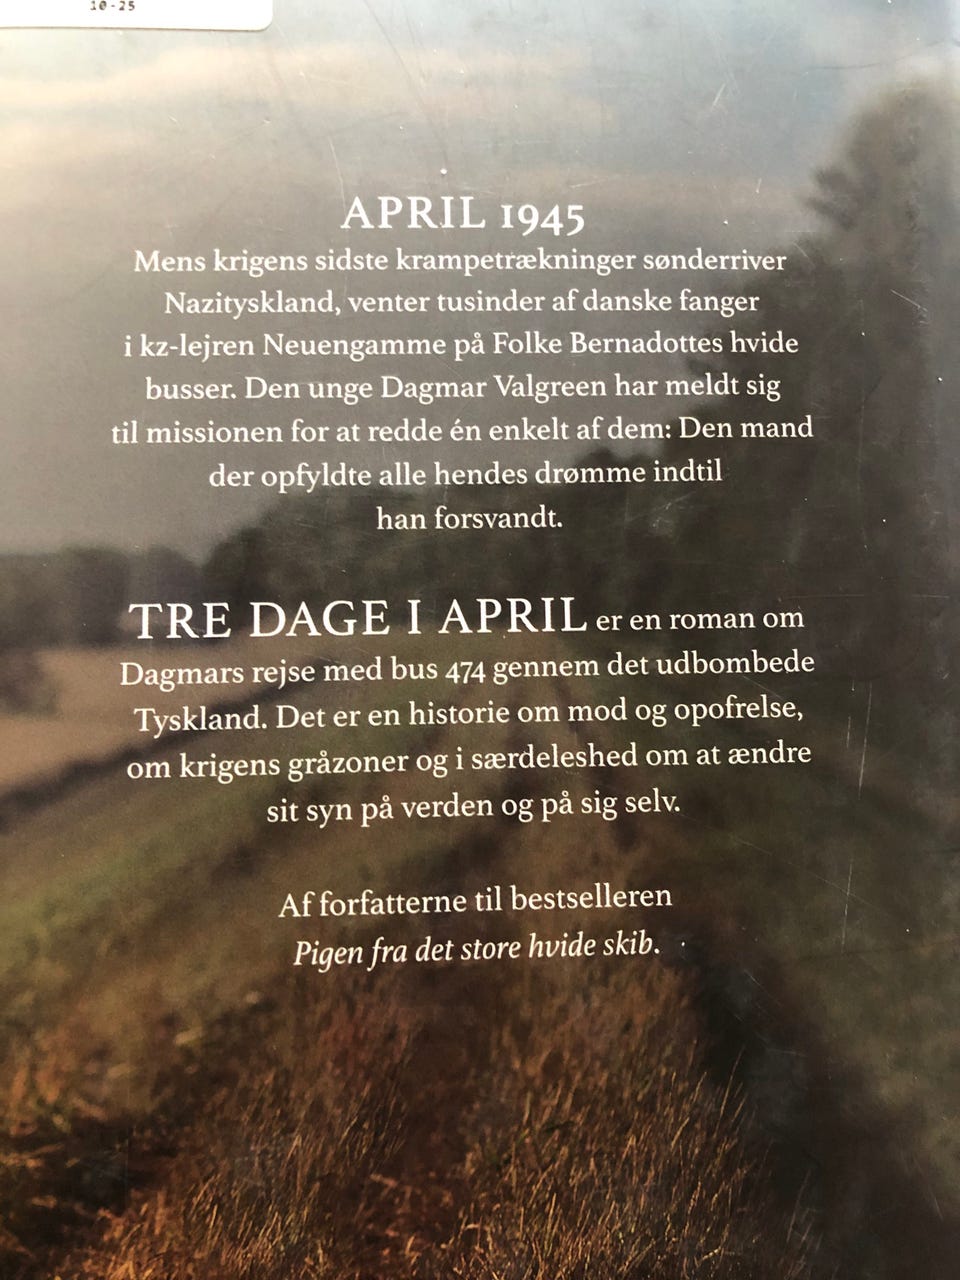 10-25
APRIL 1945
Mens krigens sidste krampetrækninger sønderriver
Nazityskland, venter tusinder af danske fanger
i kz-lejren Neuengamme på Folke Bernadottes hvide
busser. Den unge Dagmar Valgreen har meldt sig
til missionen for at redde én enkelt af dem: Den mand
der opfyldte alle hendes drømme indtil
han forsvandt.
TRE DAGE I APRIL er en roman om
Dagmars rejse med bus 474 gennem det udbombede
Tyskland. Det er en historie om mod og opofrelse,
om krigens gråzoner og i særdeleshed om at ændre
sit syn på verden og på sig selv.
Af forfatterne til bestselleren
Pigen fra det store hvide skib.